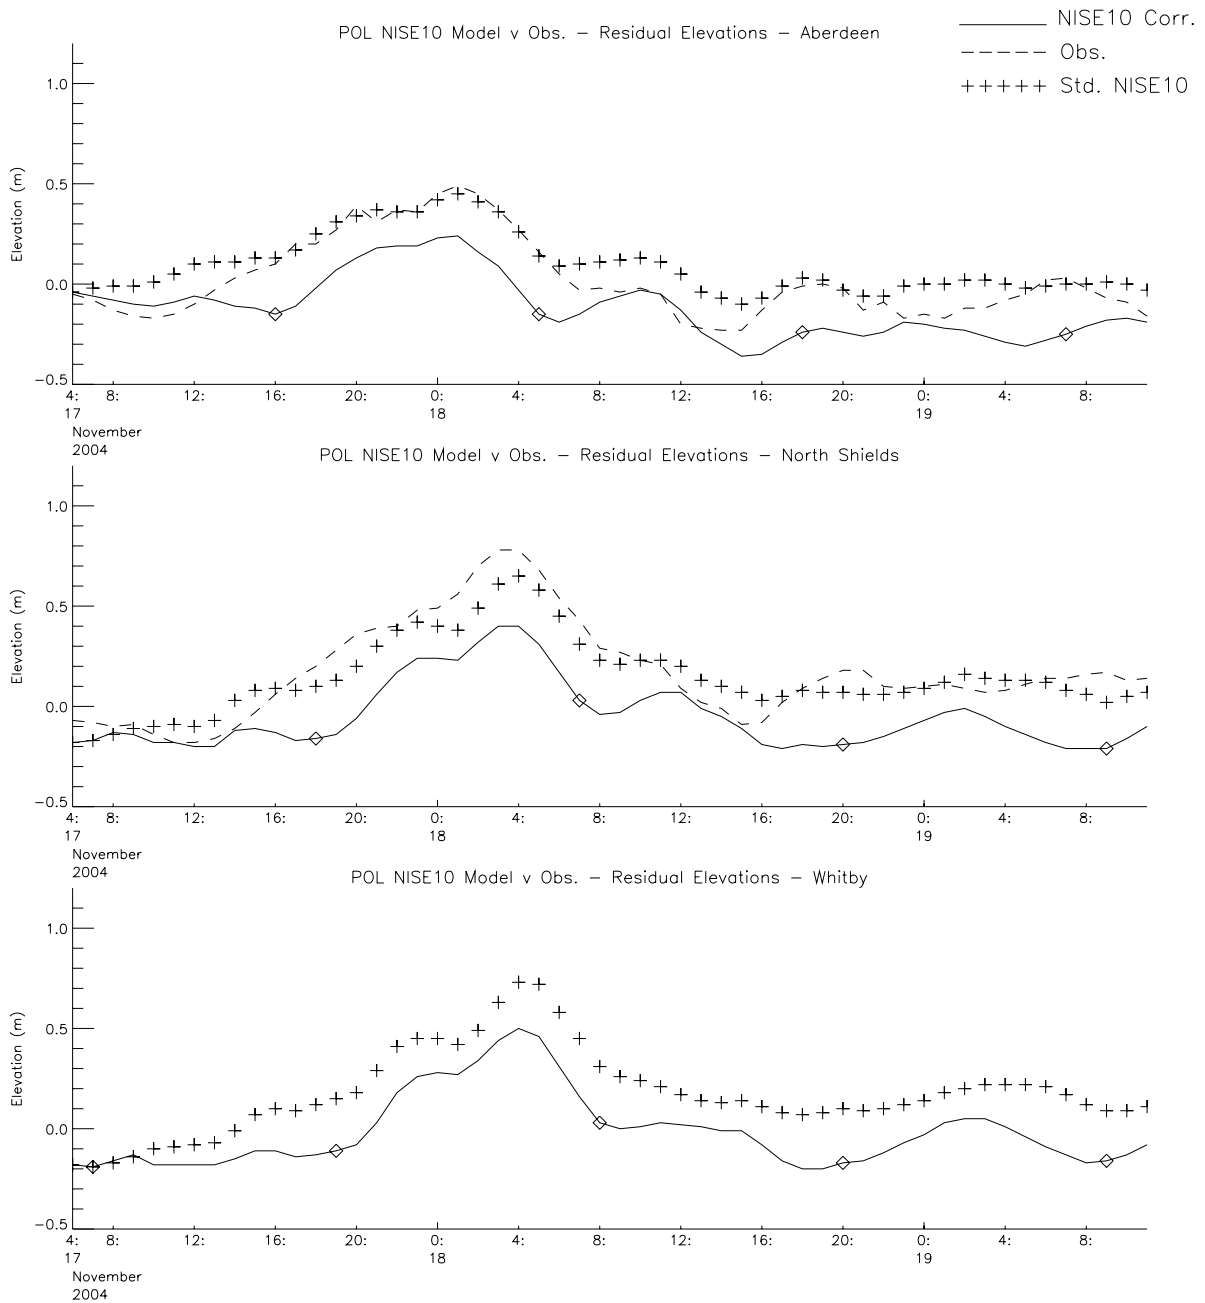 POL NISE10 Model v Obs. – Residual Elevations – Aberdeen
NISE10 Corr.
Obs.
+++++ Std. NISE10
Elevation (m)
1.0
0.5
0.0
−0.5
4: 8: 12: 16: 20: 0: 4: 8: 12: 16: 20: 0: 4: 8:
17 18 19
November
2004
POL NISE10 Model v Obs. – Residual Elevations – North Shields
Elevation (m)
1.0
0.5
0.0
−0.5
4: 8: 12: 16: 20: 0: 4: 8: 12: 16: 20: 0: 4: 8:
17 18 19
November
2004
POL NISE10 Model v Obs. – Residual Elevations – Whitby
Elevation (m)
1.0
0.5
0.0
−0.5
4: 8: 12: 16: 20: 0: 4: 8: 12: 16: 20: 0: 4: 8:
17 18 19
November
2004